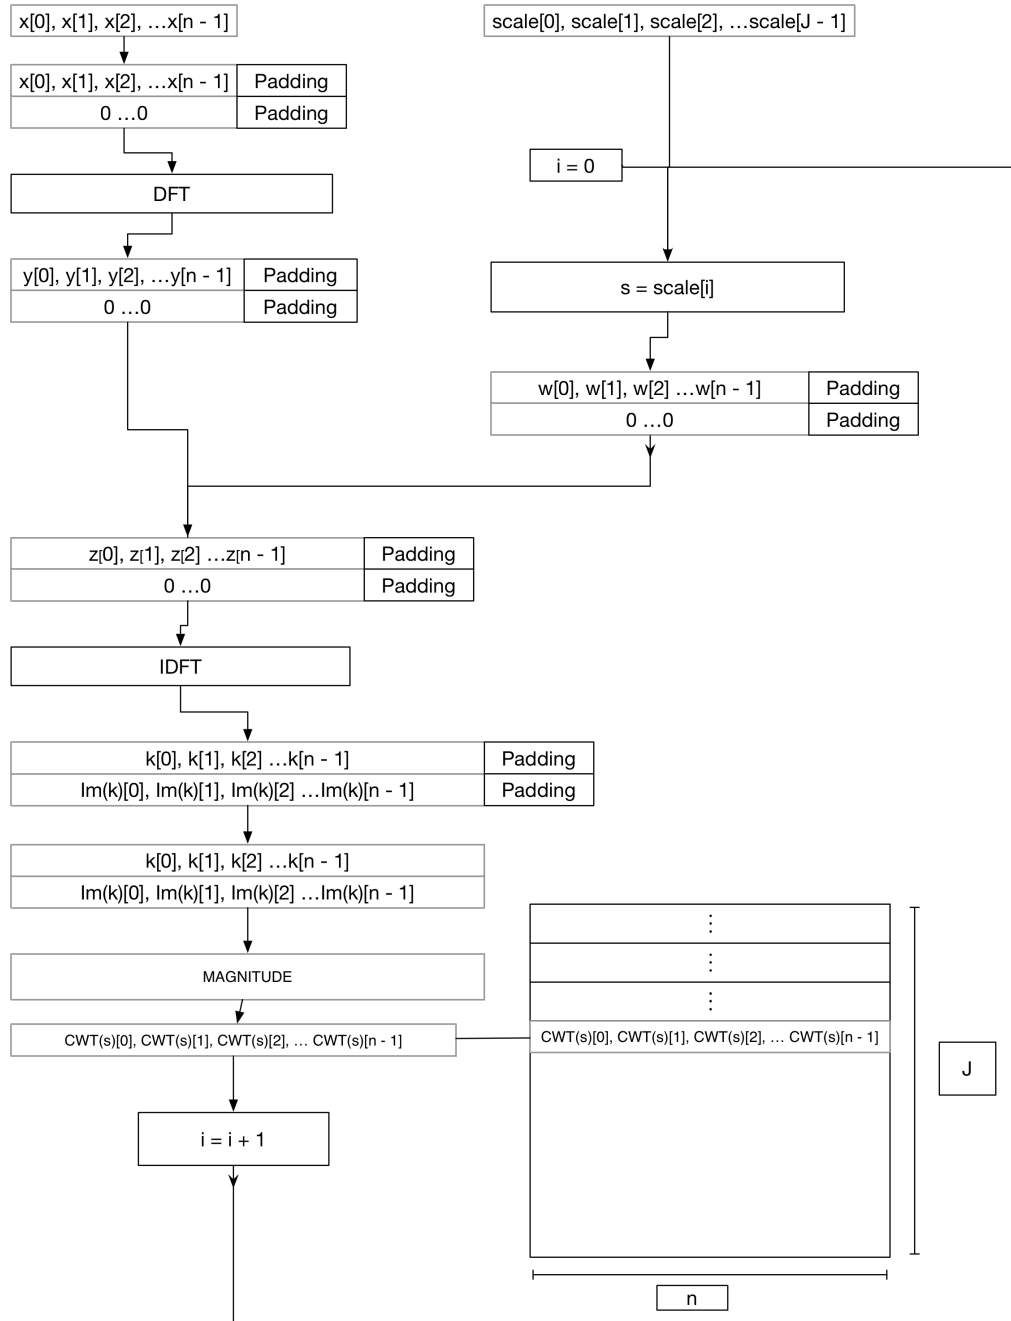 x[0], x[1], x[2], …x[n - 1]
scale[0], scale[1], scale[2], …scale[J - 1]
x[0], x[1], x[2], …x[n - 1] Padding
0 …0 Padding
i = 0
DFT
y[0], y[1], y[2], …y[n - 1] Padding
0 …0 Padding
s = scale[i]
w[0], w[1], w[2] …w[n - 1] Padding
0 …0 Padding
z[0], z[1], z[2] …z[n - 1] Padding
0 …0 Padding
IDFT
k[0], k[1], k[2] …k[n - 1] Padding
Im(k)[0], Im(k)[1], Im(k)[2] …Im(k)[n - 1] Padding
k[0], k[1], k[2] …k[n - 1]
Im(k)[0], Im(k)[1], Im(k)[2] …Im(k)[n - 1]
⋮
⋮
MAGNITUDE
⋮
CWT(s)[0], CWT(s)[1], CWT(s)[2], … CWT(s)[n - 1]
CWT(s)[0], CWT(s)[1], CWT(s)[2], … CWT(s)[n - 1]
J
i = i + 1
n